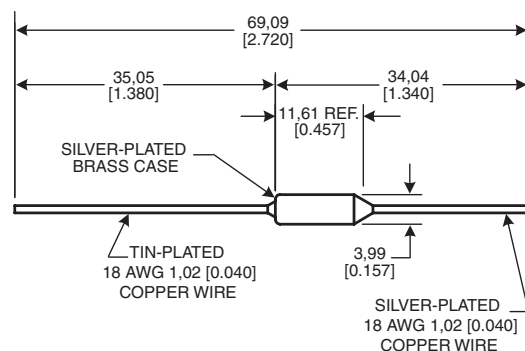 69,09
[2.720]
35,05
[1.380]
34,04
[1.340]
11,61 REF.
[0.457]
SILVER-PLATED
BRASS CASE
TIN-PLATED
18 AWG 1,02 [0.040]
COPPER WIRE
3,99
[0.157]
SILVER-PLATED
18 AWG 1,02 [0.040]
COPPER WIRE